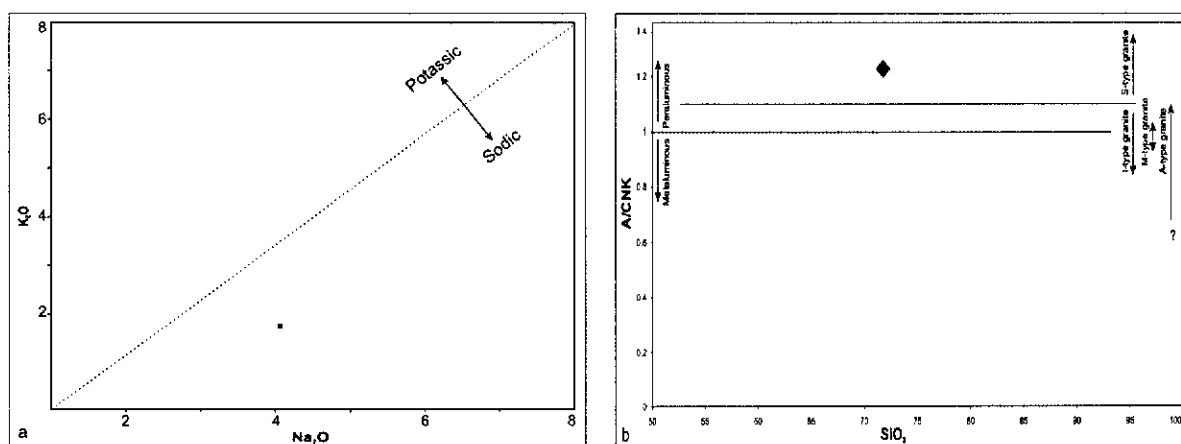 8
6
4
2
2
4
6
8
K₂O
Na₂O
Potassic
Sodic
a
1.4
1.2
1
0.8
0.6
0.4
0.2
0
50
55
60
65
70
75
80
85
90
95
100
A/CNK
SiO₂
Peraluminous
Metaluminous
S-type granite
I-type granite
M-type granite
A-type granite
?
b